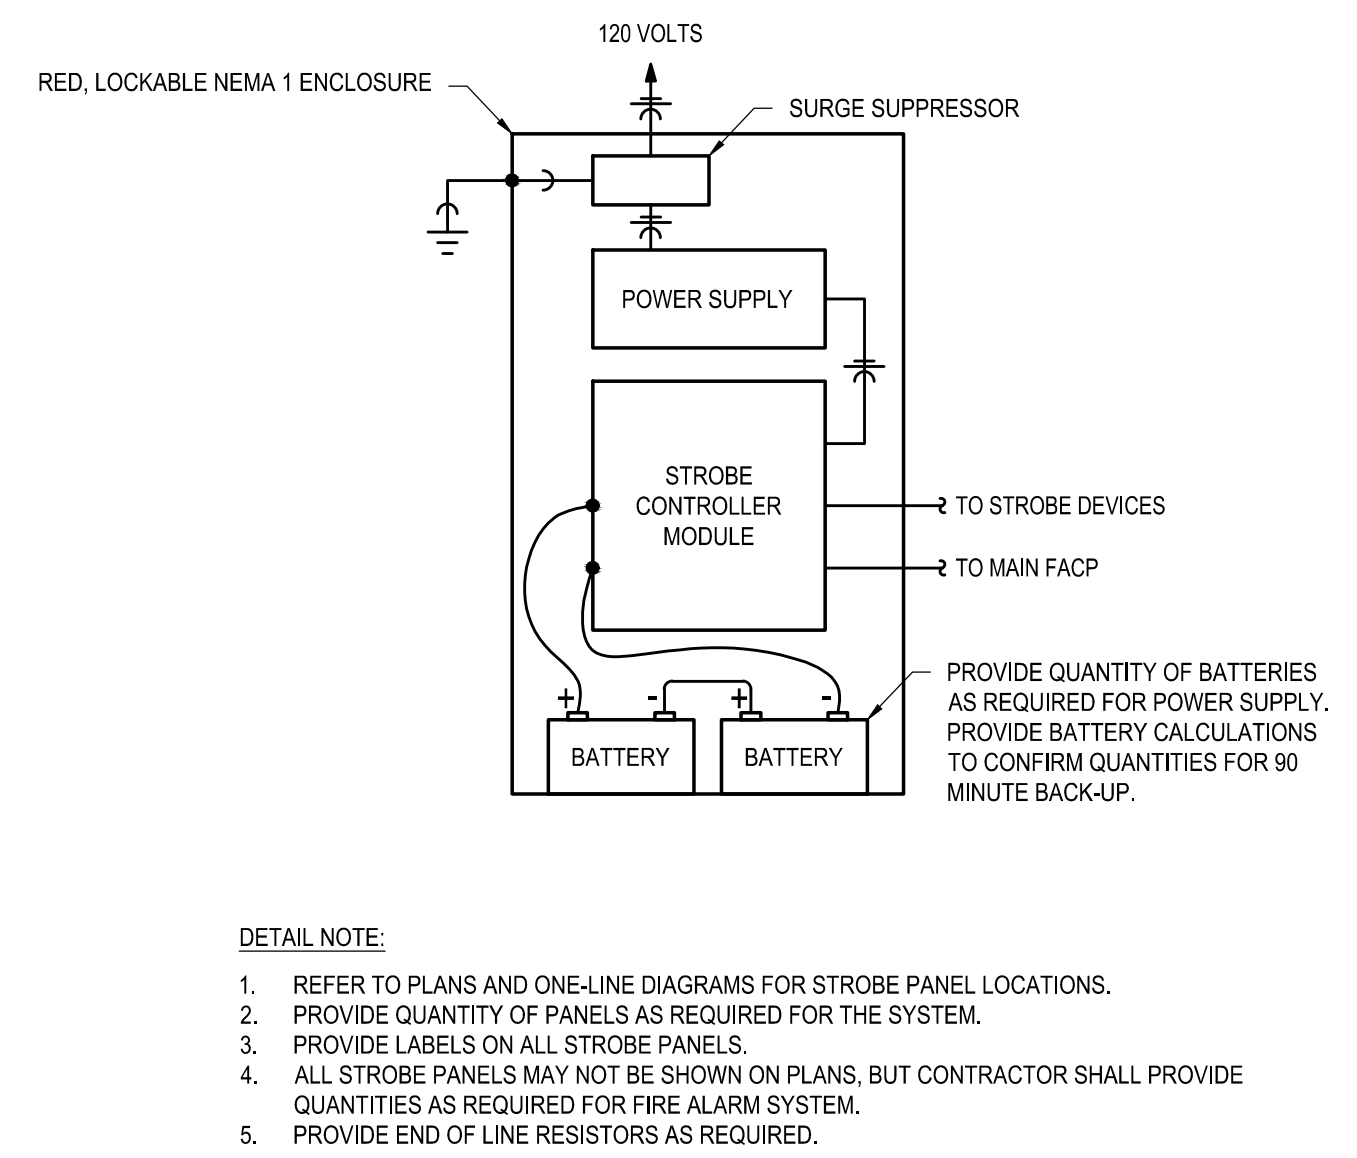 120 VOLTS
RED, LOCKABLE NEMA 1 ENCLOSURE
SURGE SUPPRESSOR
POWER SUPPLY
STROBE
CONTROLLER
MODULE
TO STROBE DEVICES
TO MAIN FACP
PROVIDE QUANTITY OF BATTERIES
AS REQUIRED FOR POWER SUPPLY.
PROVIDE BATTERY CALCULATIONS
TO CONFIRM QUANTITIES FOR 90
MINUTE BACK-UP.
+ - + -
BATTERY BATTERY
DETAIL NOTE:
1. REFER TO PLANS AND ONE-LINE DIAGRAMS FOR STROBE PANEL LOCATIONS.
2. PROVIDE QUANTITY OF PANELS AS REQUIRED FOR THE SYSTEM.
3. PROVIDE LABELS ON ALL STROBE PANELS.
4. ALL STROBE PANELS MAY NOT BE SHOWN ON PLANS, BUT CONTRACTOR SHALL PROVIDE
QUANTITIES AS REQUIRED FOR FIRE ALARM SYSTEM.
5. PROVIDE END OF LINE RESISTORS AS REQUIRED.